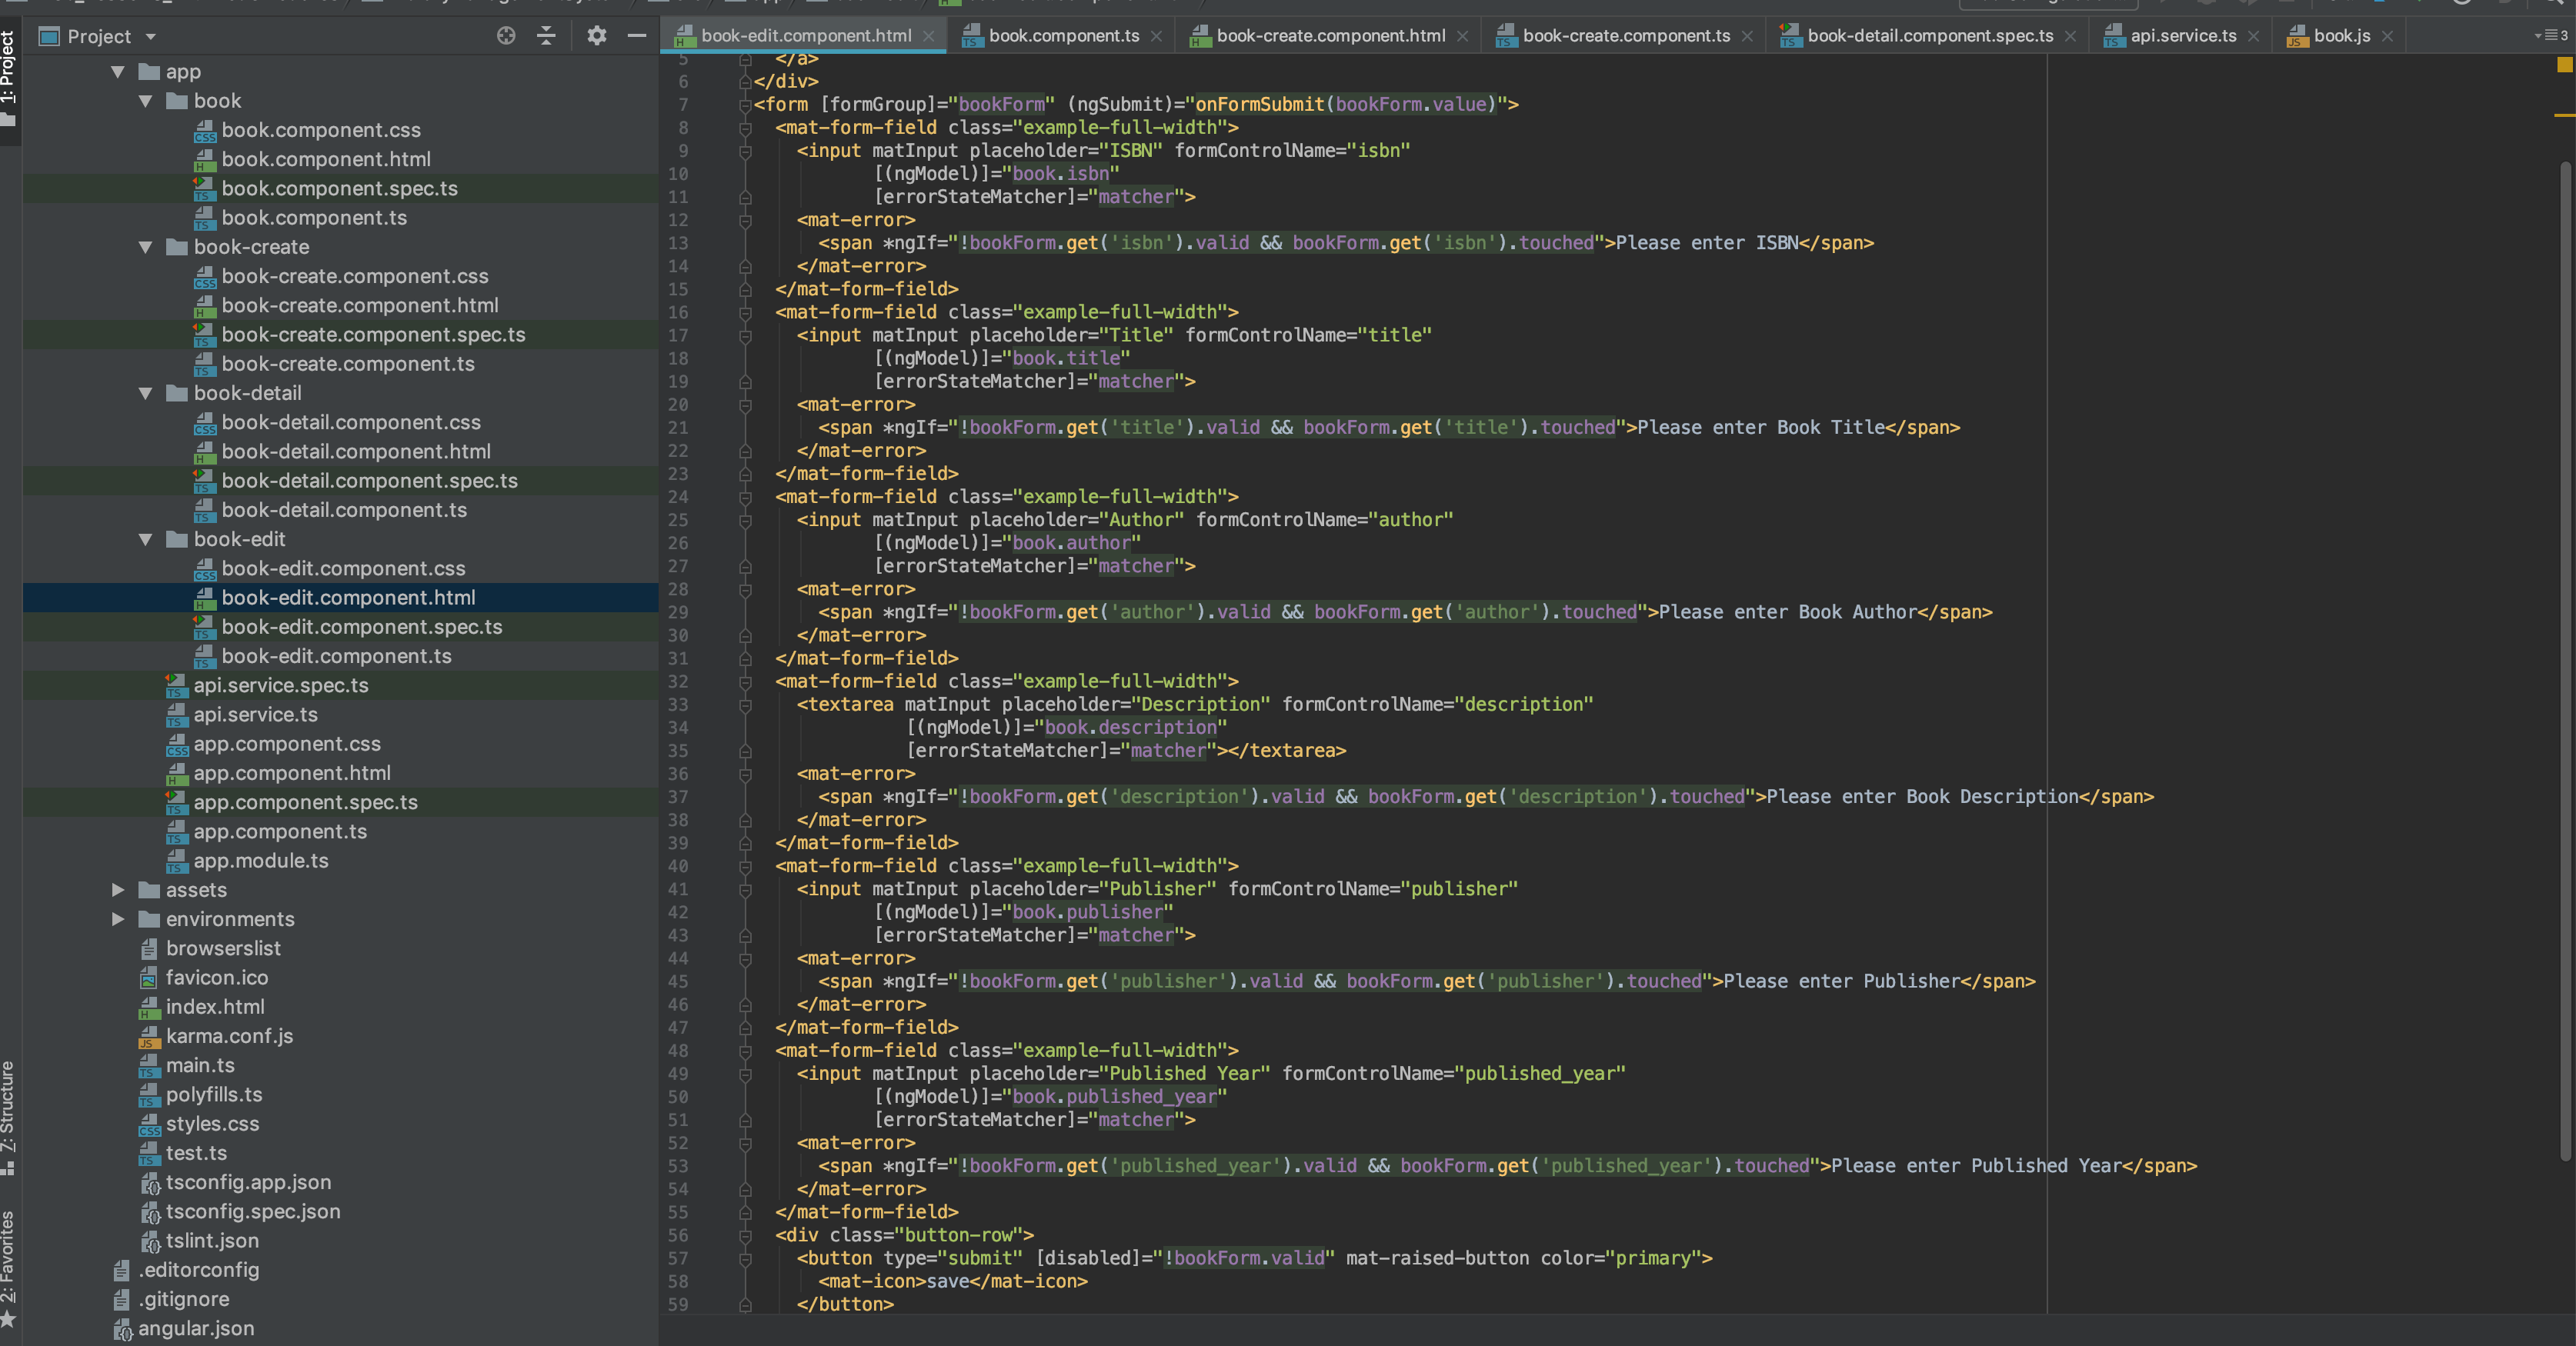 Project
book-edit.component.html
book.component.ts
book-create.component.html
book-create.component.ts
book-detail.component.spec.ts
api.service.ts
book.js
3
1: Project
7: Structure
2: Favorites
app
book
book.component.css
book.component.html
book.component.spec.ts
book.component.ts
book-create
book-create.component.css
book-create.component.html
book-create.component.spec.ts
book-create.component.ts
book-detail
book-detail.component.css
book-detail.component.html
book-detail.component.spec.ts
book-detail.component.ts
book-edit
book-edit.component.css
book-edit.component.html
book-edit.component.spec.ts
book-edit.component.ts
api.service.spec.ts
api.service.ts
app.component.css
app.component.html
app.component.spec.ts
app.component.ts
app.module.ts
assets
environments
browserslist
favicon.ico
index.html
karma.conf.js
main.ts
polyfills.ts
styles.css
test.ts
tsconfig.app.json
tsconfig.spec.json
tslint.json
.editorconfig
.gitignore
angular.json
5 </a>
6 </div>
7 <form [formGroup]="bookForm" (ngSubmit)="onFormSubmit(bookForm.value)">
8 <mat-form-field class="example-full-width">
9 <input matInput placeholder="ISBN" formControlName="isbn"
10 [(ngModel)]="book.isbn"
11 [errorStateMatcher]="matcher">
12 <mat-error>
13 <span *ngIf="!bookForm.get('isbn').valid && bookForm.get('isbn').touched">Please enter ISBN</span>
14 </mat-error>
15 </mat-form-field>
16 <mat-form-field class="example-full-width">
17 <input matInput placeholder="Title" formControlName="title"
18 [(ngModel)]="book.title"
19 [errorStateMatcher]="matcher">
20 <mat-error>
21 <span *ngIf="!bookForm.get('title').valid && bookForm.get('title').touched">Please enter Book Title</span>
22 </mat-error>
23 </mat-form-field>
24 <mat-form-field class="example-full-width">
25 <input matInput placeholder="Author" formControlName="author"
26 [(ngModel)]="book.author"
27 [errorStateMatcher]="matcher">
28 <mat-error>
29 <span *ngIf="!bookForm.get('author').valid && bookForm.get('author').touched">Please enter Book Author</span>
30 </mat-error>
31 </mat-form-field>
32 <mat-form-field class="example-full-width">
33 <textarea matInput placeholder="Description" formControlName="description"
34 [(ngModel)]="book.description"
35 [errorStateMatcher]="matcher"></textarea>
36 <mat-error>
37 <span *ngIf="!bookForm.get('description').valid && bookForm.get('description').touched">Please enter Book Description</span>
38 </mat-error>
39 </mat-form-field>
40 <mat-form-field class="example-full-width">
41 <input matInput placeholder="Publisher" formControlName="publisher"
42 [(ngModel)]="book.publisher"
43 [errorStateMatcher]="matcher">
44 <mat-error>
45 <span *ngIf="!bookForm.get('publisher').valid && bookForm.get('publisher').touched">Please enter Publisher</span>
46 </mat-error>
47 </mat-form-field>
48 <mat-form-field class="example-full-width">
49 <input matInput placeholder="Published Year" formControlName="published_year"
50 [(ngModel)]="book.published_year"
51 [errorStateMatcher]="matcher">
52 <mat-error>
53 <span *ngIf="!bookForm.get('published_year').valid && bookForm.get('published_year').touched">Please enter Published Year</span>
54 </mat-error>
55 </mat-form-field>
56 <div class="button-row">
57 <button type="submit" [disabled]="!bookForm.valid" mat-raised-button color="primary">
58 <mat-icon>save</mat-icon>
59 </button>